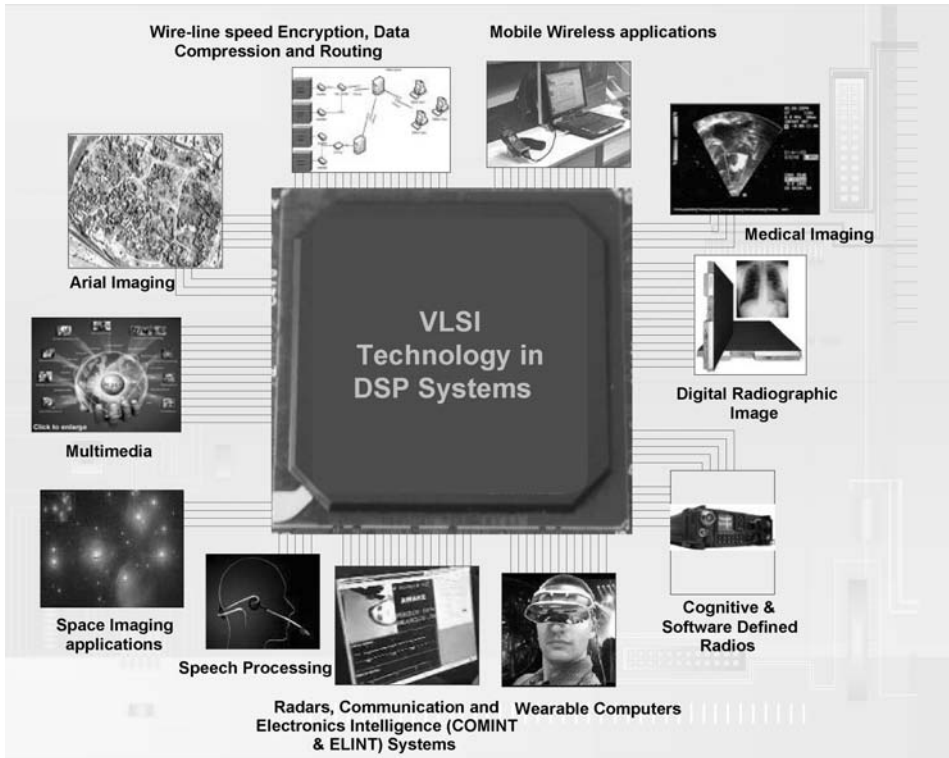 Wire-line speed Encryption, Data
Compression and Routing
Mobile Wireless applications
Arial Imaging
Medical Imaging
VLSI
Technology in
DSP Systems
Digital Radiographic
Image
Click to enlarge
Multimedia
Space Imaging
applications
Speech Processing
AWAKE
Cognitive &
Software Defined
Radios
Radars, Communication and
Electronics Intelligence (COMINT
& ELINT) Systems
Wearable Computers